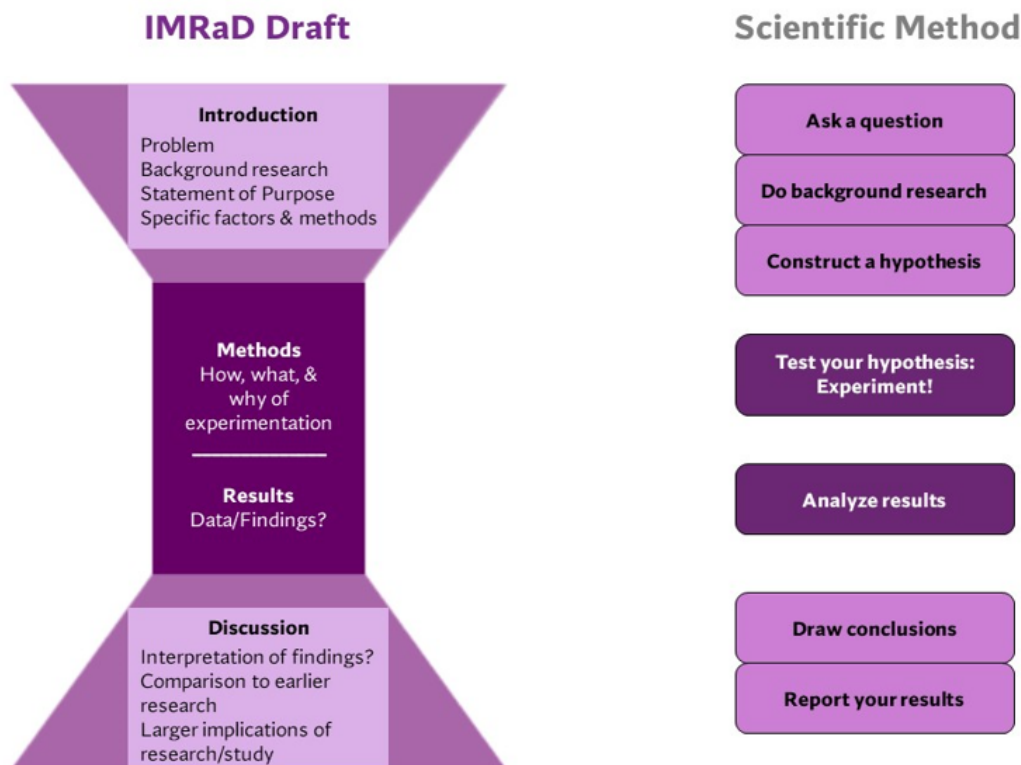 IMRaD Draft
Introduction
Problem
Background research
Statement of Purpose
Specific factors & methods
Methods
How, what, &
why of
experimentation
Results
Data/Findings?
Discussion
Interpretation of findings?
Comparison to earlier
research
Larger implications of
research/study
Scientific Method
Ask a question
Do background research
Construct a hypothesis
Test your hypothesis:
Experiment!
Analyze results
Draw conclusions
Report your results